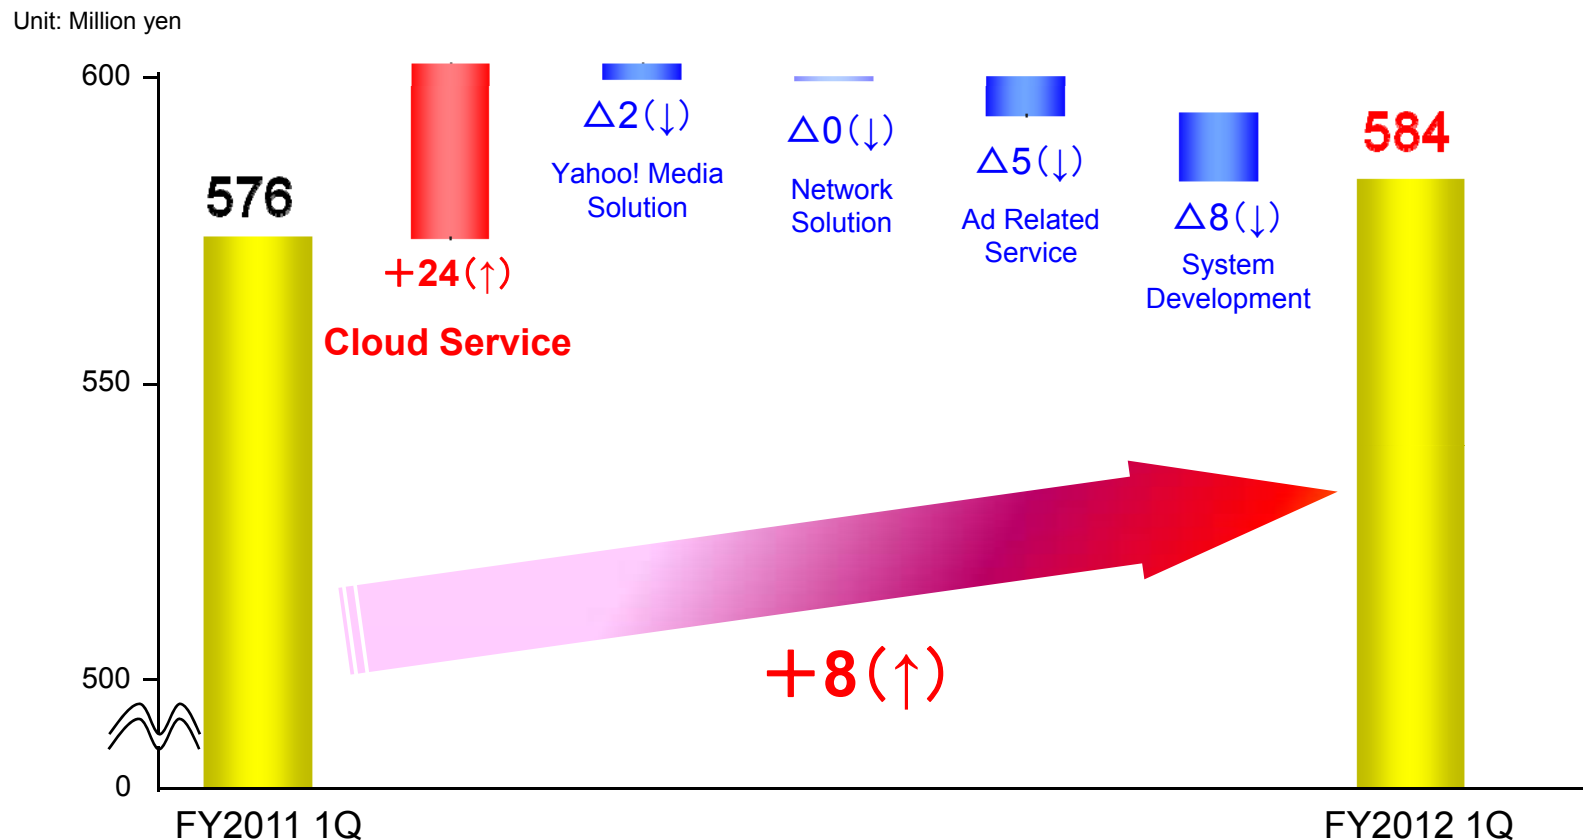 Unit: Million yen
600
550
500
0
576
+24(↑)
Cloud Service
△2(↓)
Yahoo! Media
Solution
△0(↓)
Network
Solution
△5(↓)
Ad Related
Service
△8(↓)
System
Development
584
+8(↑)
FY2011 1Q
FY2012 1Q